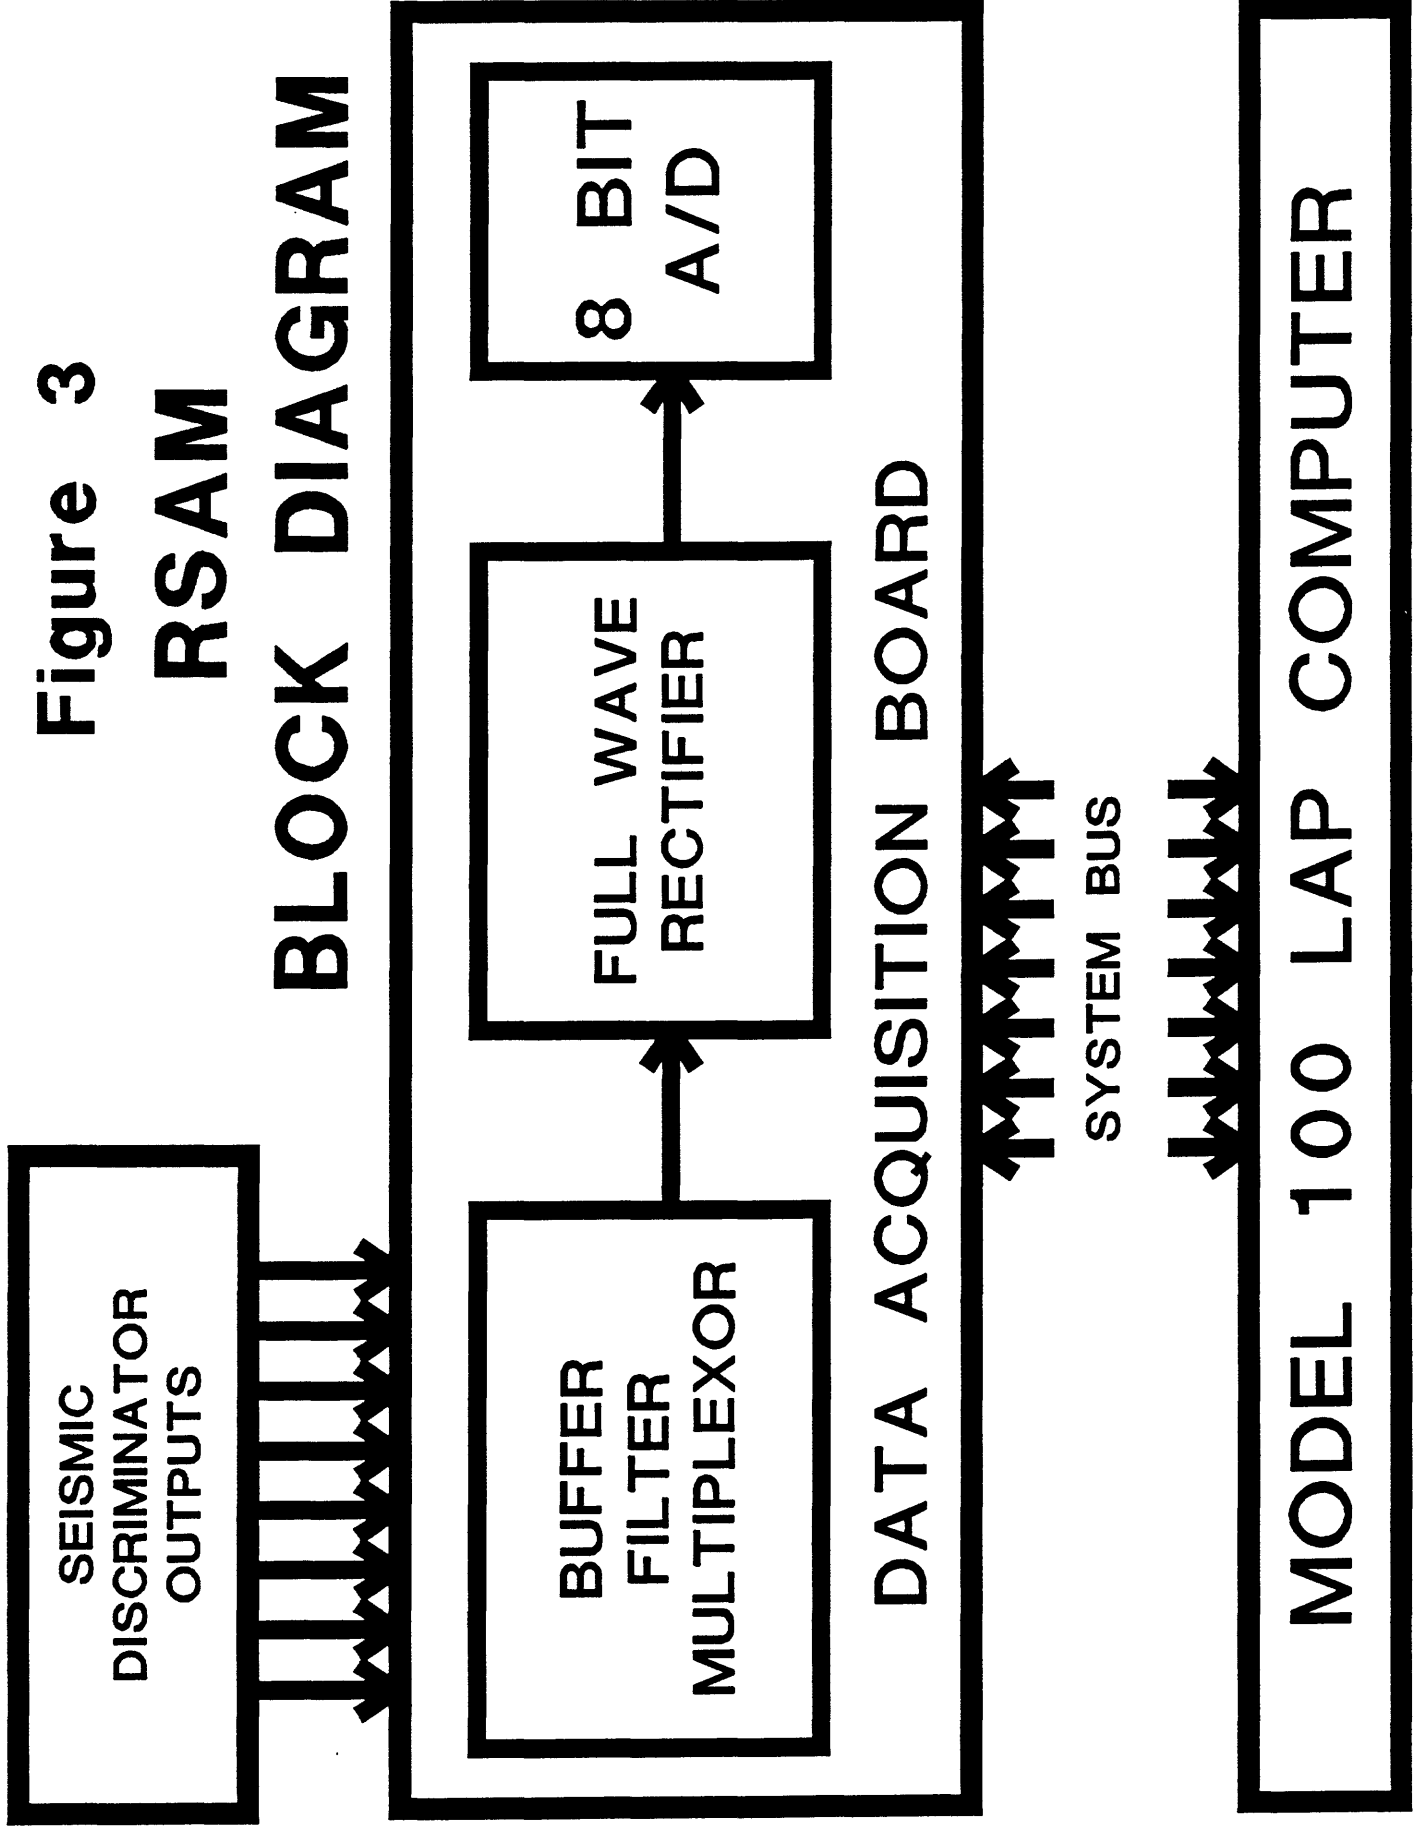 Figure 3
RSAM
BLOCK DIAGRAM
SEISMIC
DISCRIMINATOR
OUTPUTS
BUFFER
FILTER
MULTIPLEXOR
FULL WAVE
RECTIFIER
8 BIT
A/D
DATA ACQUISITION BOARD
SYSTEM BUS
MODEL 100 LAP COMPUTER